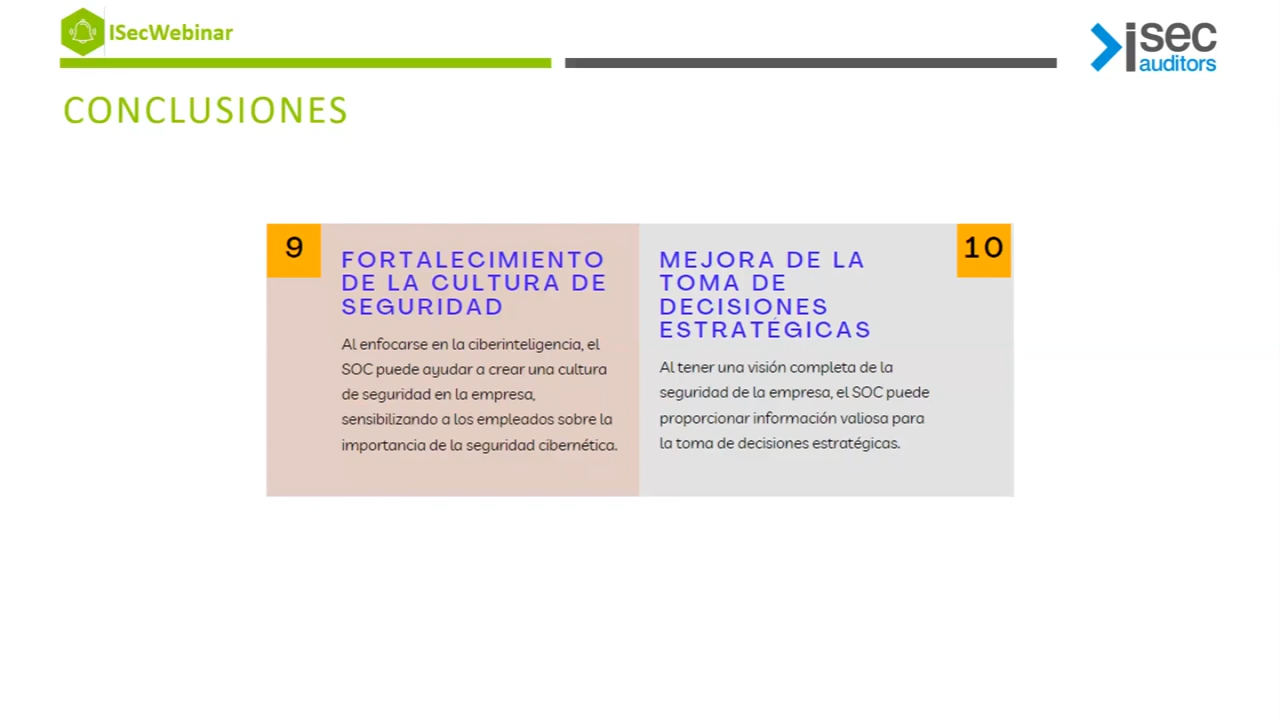 ISecWebinar
isec
auditors
CONCLUSIONES
9
FORTALECIMIENTO
DE LA CULTURA DE
SEGURIDAD
Al enfocarse en la ciberinteligencia, el
SOC puede ayudar a crear una cultura
de seguridad en la empresa,
sensibilizando a los empleados sobre la
importancia de la seguridad cibernética.
10
MEJORA DE LA
TOMA DE
DECISIONES
ESTRATÉGICAS
Al tener una visión completa de la
seguridad de la empresa, el SOC puede
proporcionar información valiosa para
la toma de decisiones estratégicas.